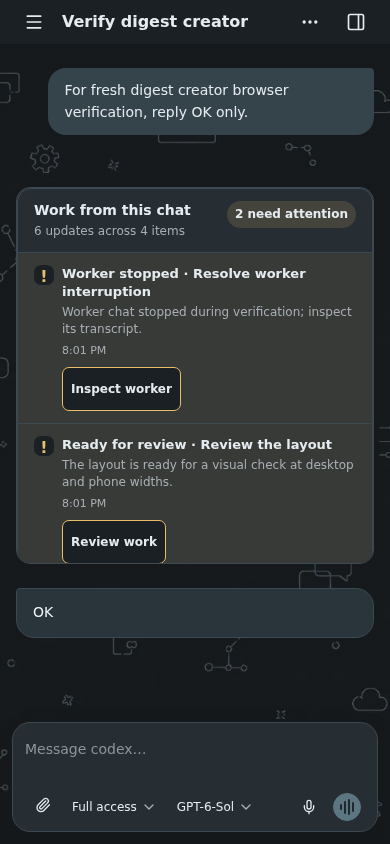 Verify digest creator
For fresh digest creator browser
verification, reply OK only.
Work from this chat
2 need attention
6 updates across 4 items
! Worker stopped · Resolve worker
interruption
Worker chat stopped during verification; inspect
its transcript.
8:01 PM
Inspect worker
! Ready for review · Review the layout
The layout is ready for a visual check at desktop
and phone widths.
8:01 PM
Review work
OK
Message codex…
Full access
GPT-6-Sol